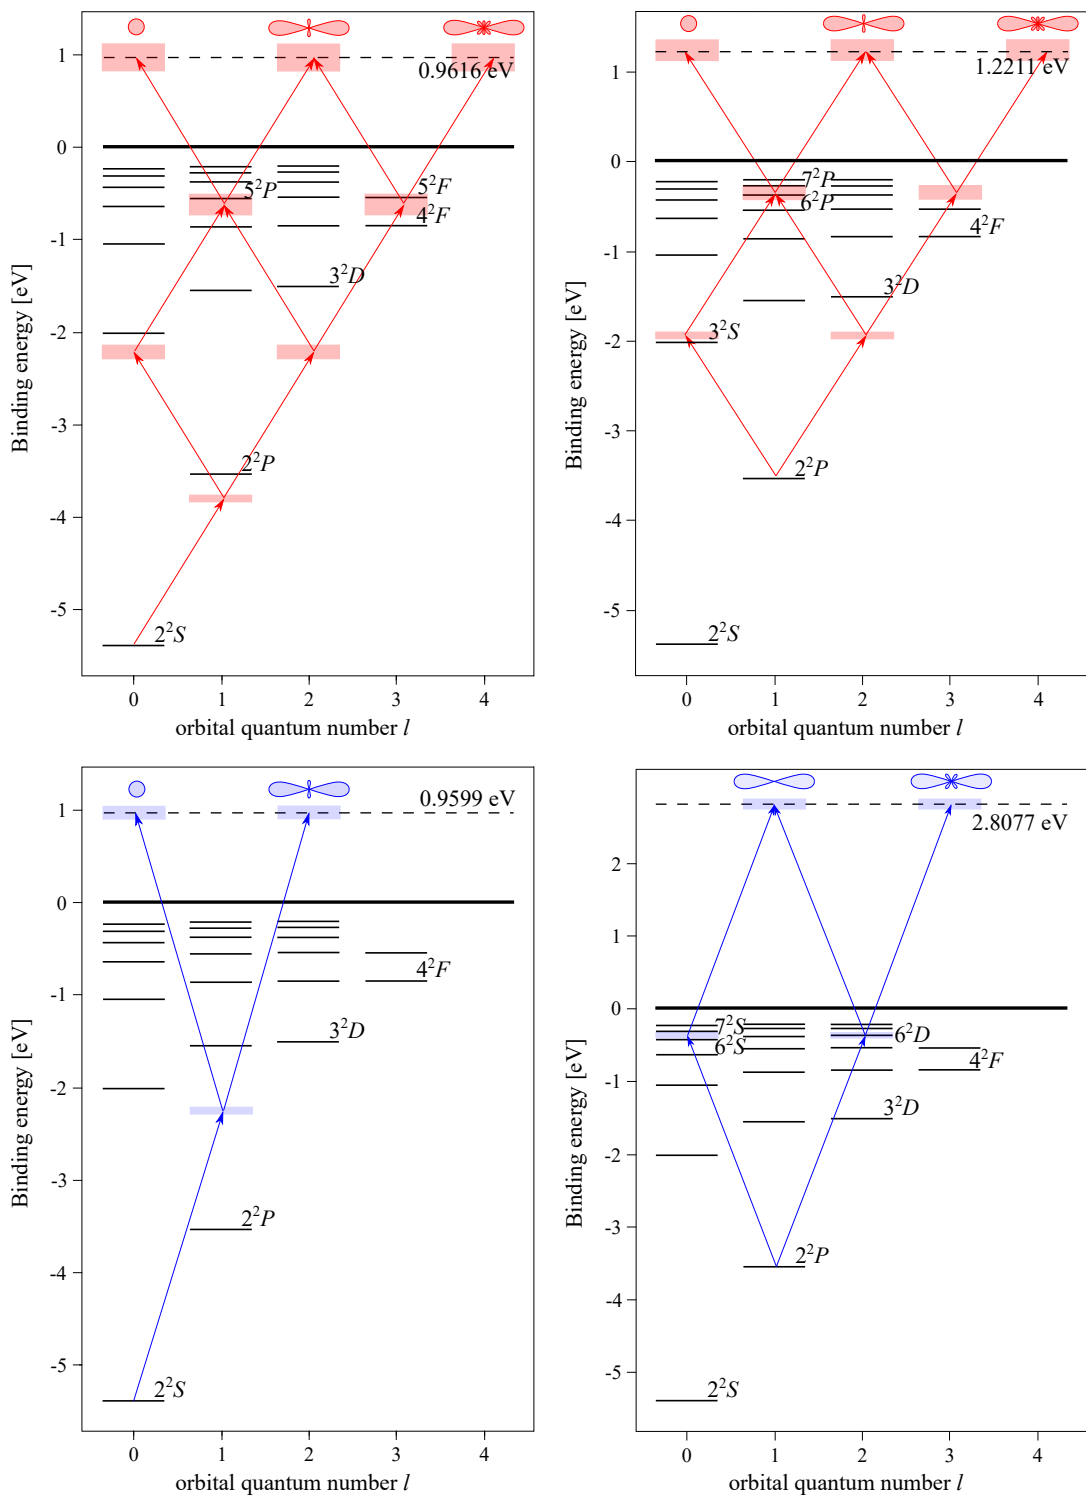 1
0.9616 eV
0
5²P
5²F
4²F
-1
3²D
-2
-3
2²P
-4
-5
2²S
Binding energy [eV]
0 1 2 3 4
orbital quantum number l
1
1.2211 eV
0
7²P
6²P
4²F
-1
3²D
3²S
-2
-3
2²P
-4
-5
2²S
Binding energy [eV]
0 1 2 3 4
orbital quantum number l
0.9599 eV
1
0
4²F
-1
3²D
-2
-3
2²P
-4
-5
2²S
Binding energy [eV]
0 1 2 3 4
orbital quantum number l
2.8077 eV
2
1
0
7²S
6²D
6²S
4²F
-1
3²D
-2
-3
2²P
-4
-5
2²S
Binding energy [eV]
0 1 2 3 4
orbital quantum number l